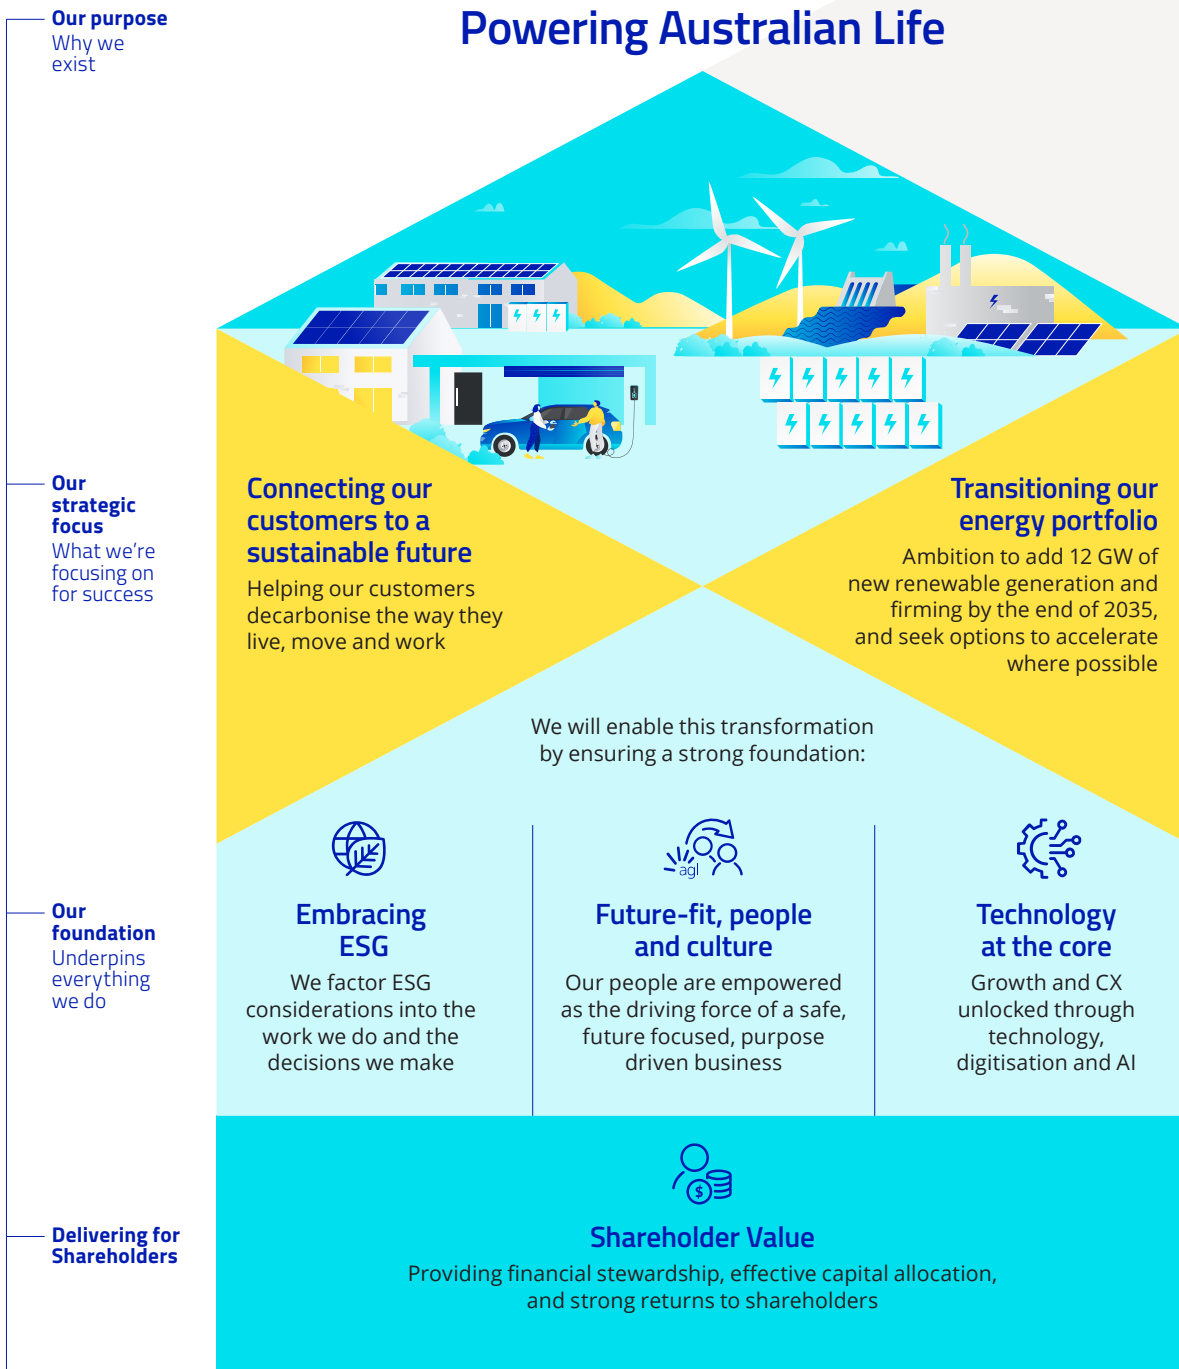 Our purpose
Why we
exist
Powering Australian Life
Our
strategic
focus
What we're
focusing on
for success
Connecting our
customers to a
sustainable future
Helping our customers
decarbonise the way they
live, move and work
Transitioning our
energy portfolio
Ambition to add 12 GW of
new renewable generation and
firming by the end of 2035,
and seek options to accelerate
where possible
We will enable this transformation
by ensuring a strong foundation:
Our
foundation
Underpins
everything
we do
Embracing
ESG
We factor ESG
considerations into the
work we do and the
decisions we make
agl
Future-fit, people
and culture
Our people are empowered
as the driving force of a safe,
future focused, purpose
driven business
Technology
at the core
Growth and CX
unlocked through
technology,
digitisation and AI
Delivering for
Shareholders
$
Shareholder Value
Providing financial stewardship, effective capital allocation,
and strong returns to shareholders